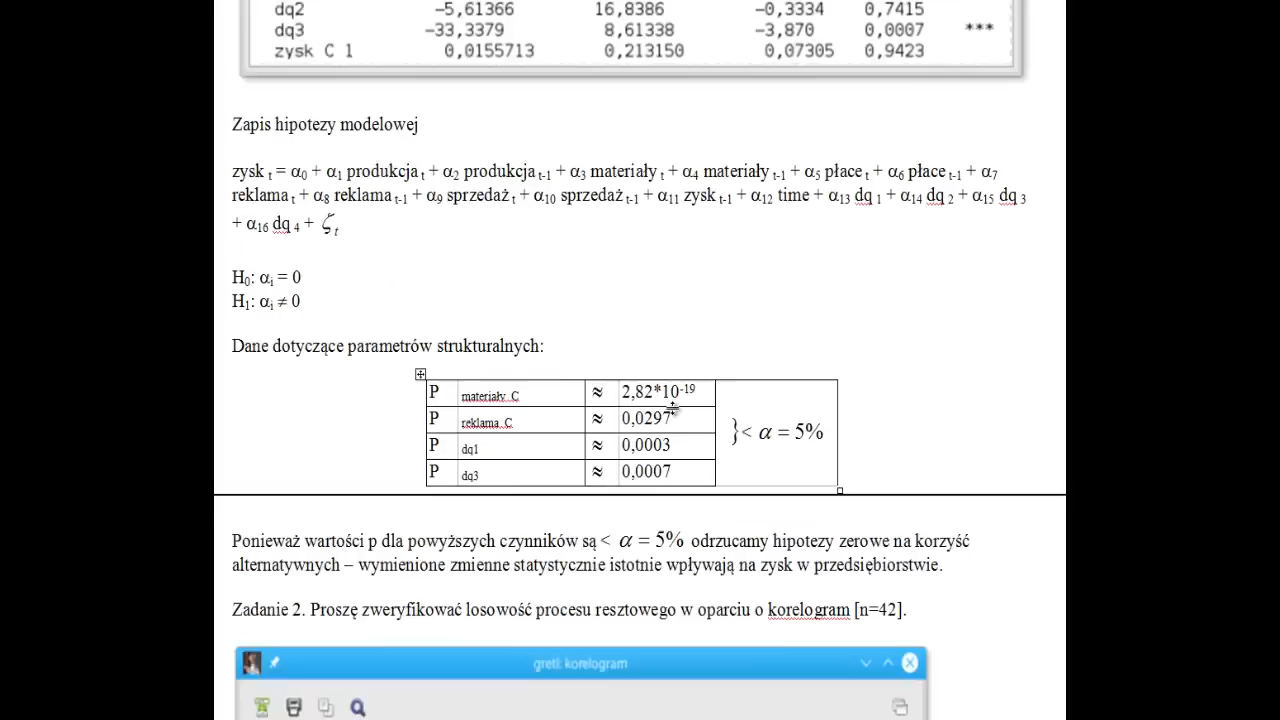 dq2 −5,61366 16,8386 −0,3334 0,7415
dq3 −33,3379 8,61338 −3,870 0,0007 ***
zysk C 1 0,0155713 0,213150 0,07305 0,9423
Zapis hipotezy modelowej
zysk t = α0 + α1 produkcja t + α2 produkcja t-1 + α3 materiały t + α4 materiały t-1 + α5 płace t + α6 płace t-1 + α7
reklama t + α8 reklama t-1 + α9 sprzedaż t + α10 sprzedaż t-1 + α11 zysk t-1 + α12 time + α13 dq 1 + α14 dq 2 + α15 dq 3
+ α16 dq 4 + ζt
H0: αi = 0
H1: αi ≠ 0
Dane dotyczące parametrów strukturalnych:
P materiały_C ≈ 2,82*10-19
P reklama_C ≈ 0,0297
} < α = 5%
P dq1 ≈ 0,0003
P dq3 ≈ 0,0007
Ponieważ wartości p dla powyższych czynników są < α = 5% odrzucamy hipotezy zerowe na korzyść
alternatywnych – wymienione zmienne statystycznie istotnie wpływają na zysk w przedsiębiorstwie.
Zadanie 2. Proszę zweryfikować losowość procesu resztowego w oparciu o korelogram [n=42].
gretl: korelogram